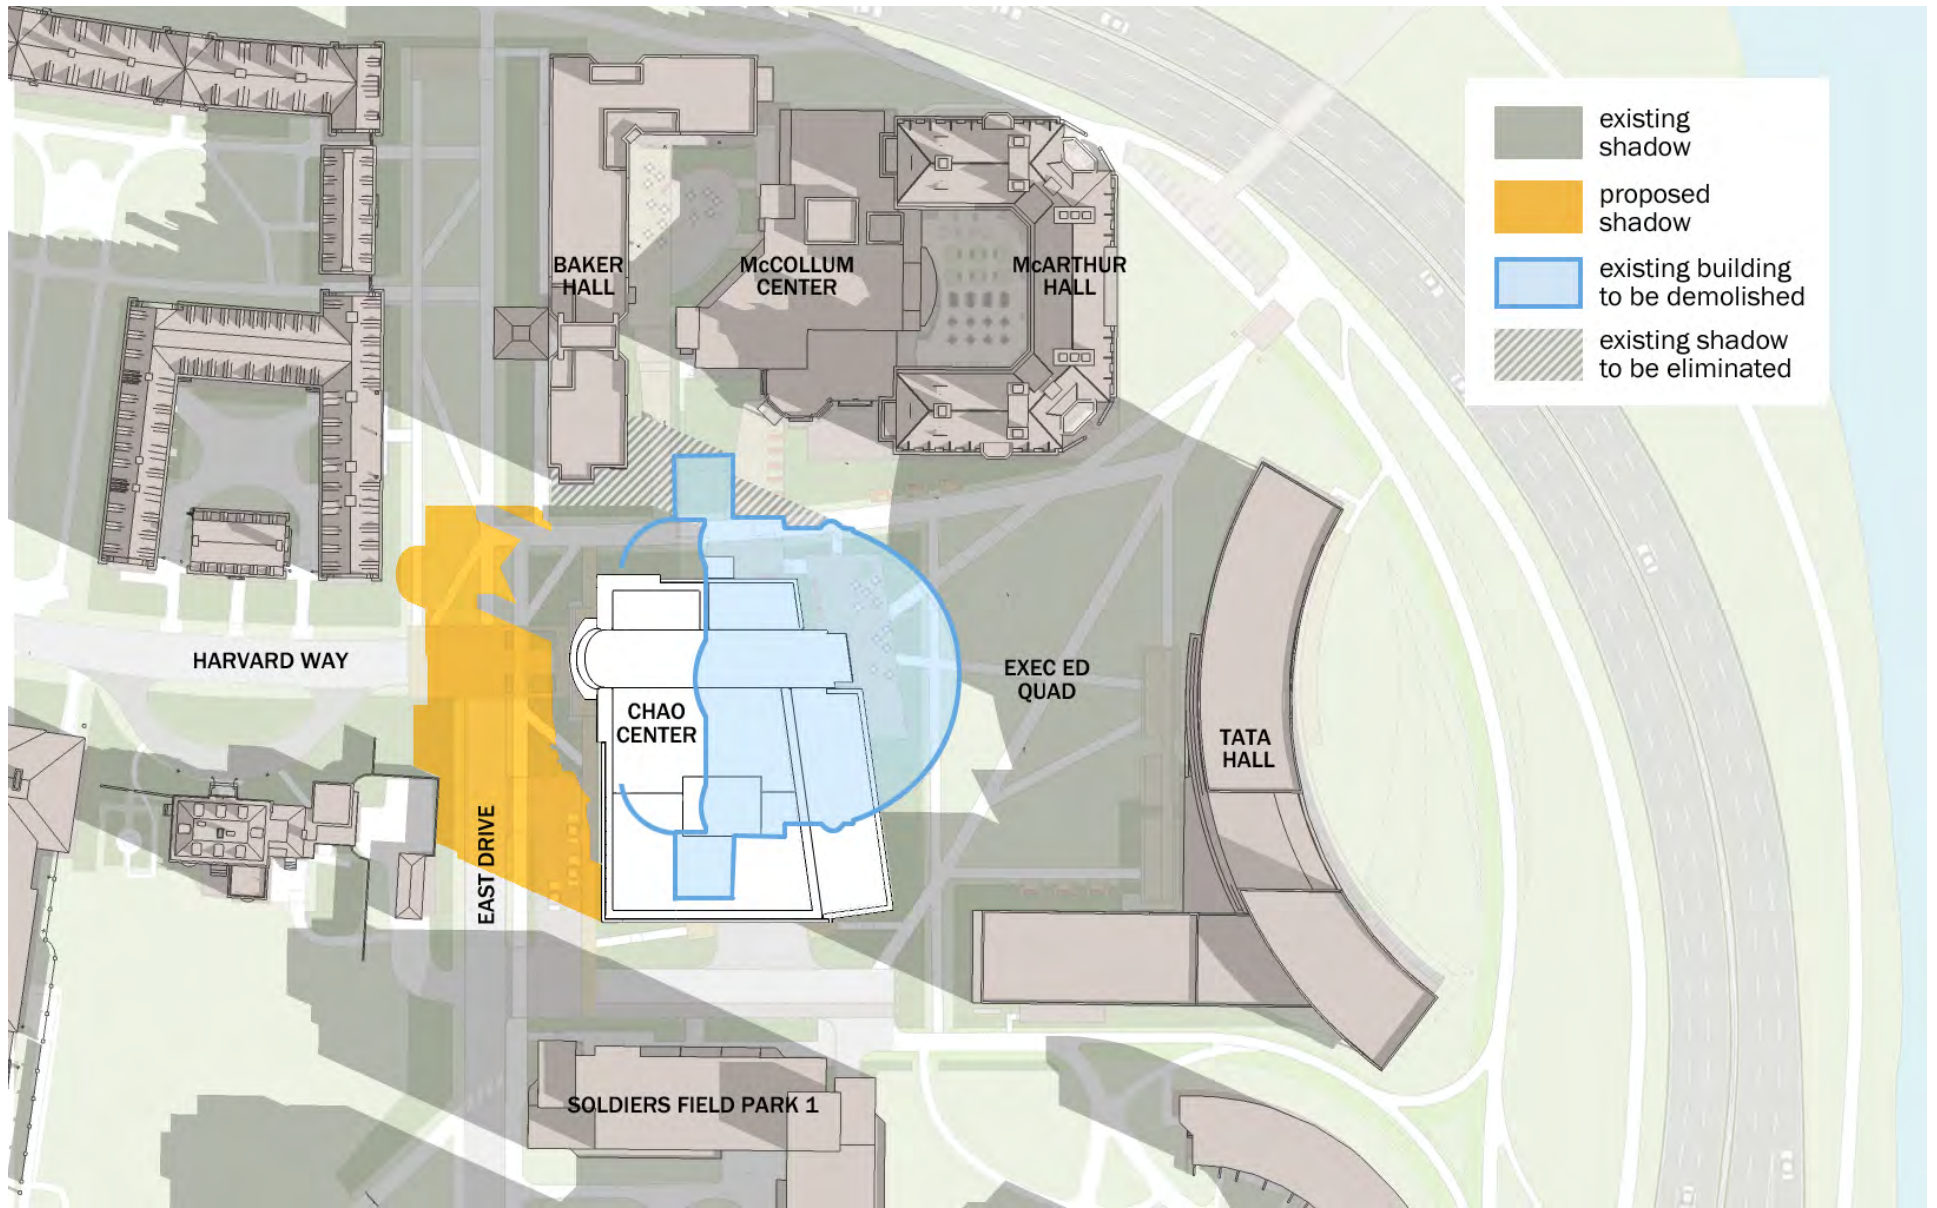 existing
shadow
proposed
shadow
existing building
to be demolished
existing shadow
to be eliminated
BAKER
HALL
McCOLLUM
CENTER
McARTHUR
HALL
HARVARD WAY
EXEC ED
QUAD
CHAO
CENTER
TATA
HALL
EAST DRIVE
SOLDIERS FIELD PARK 1